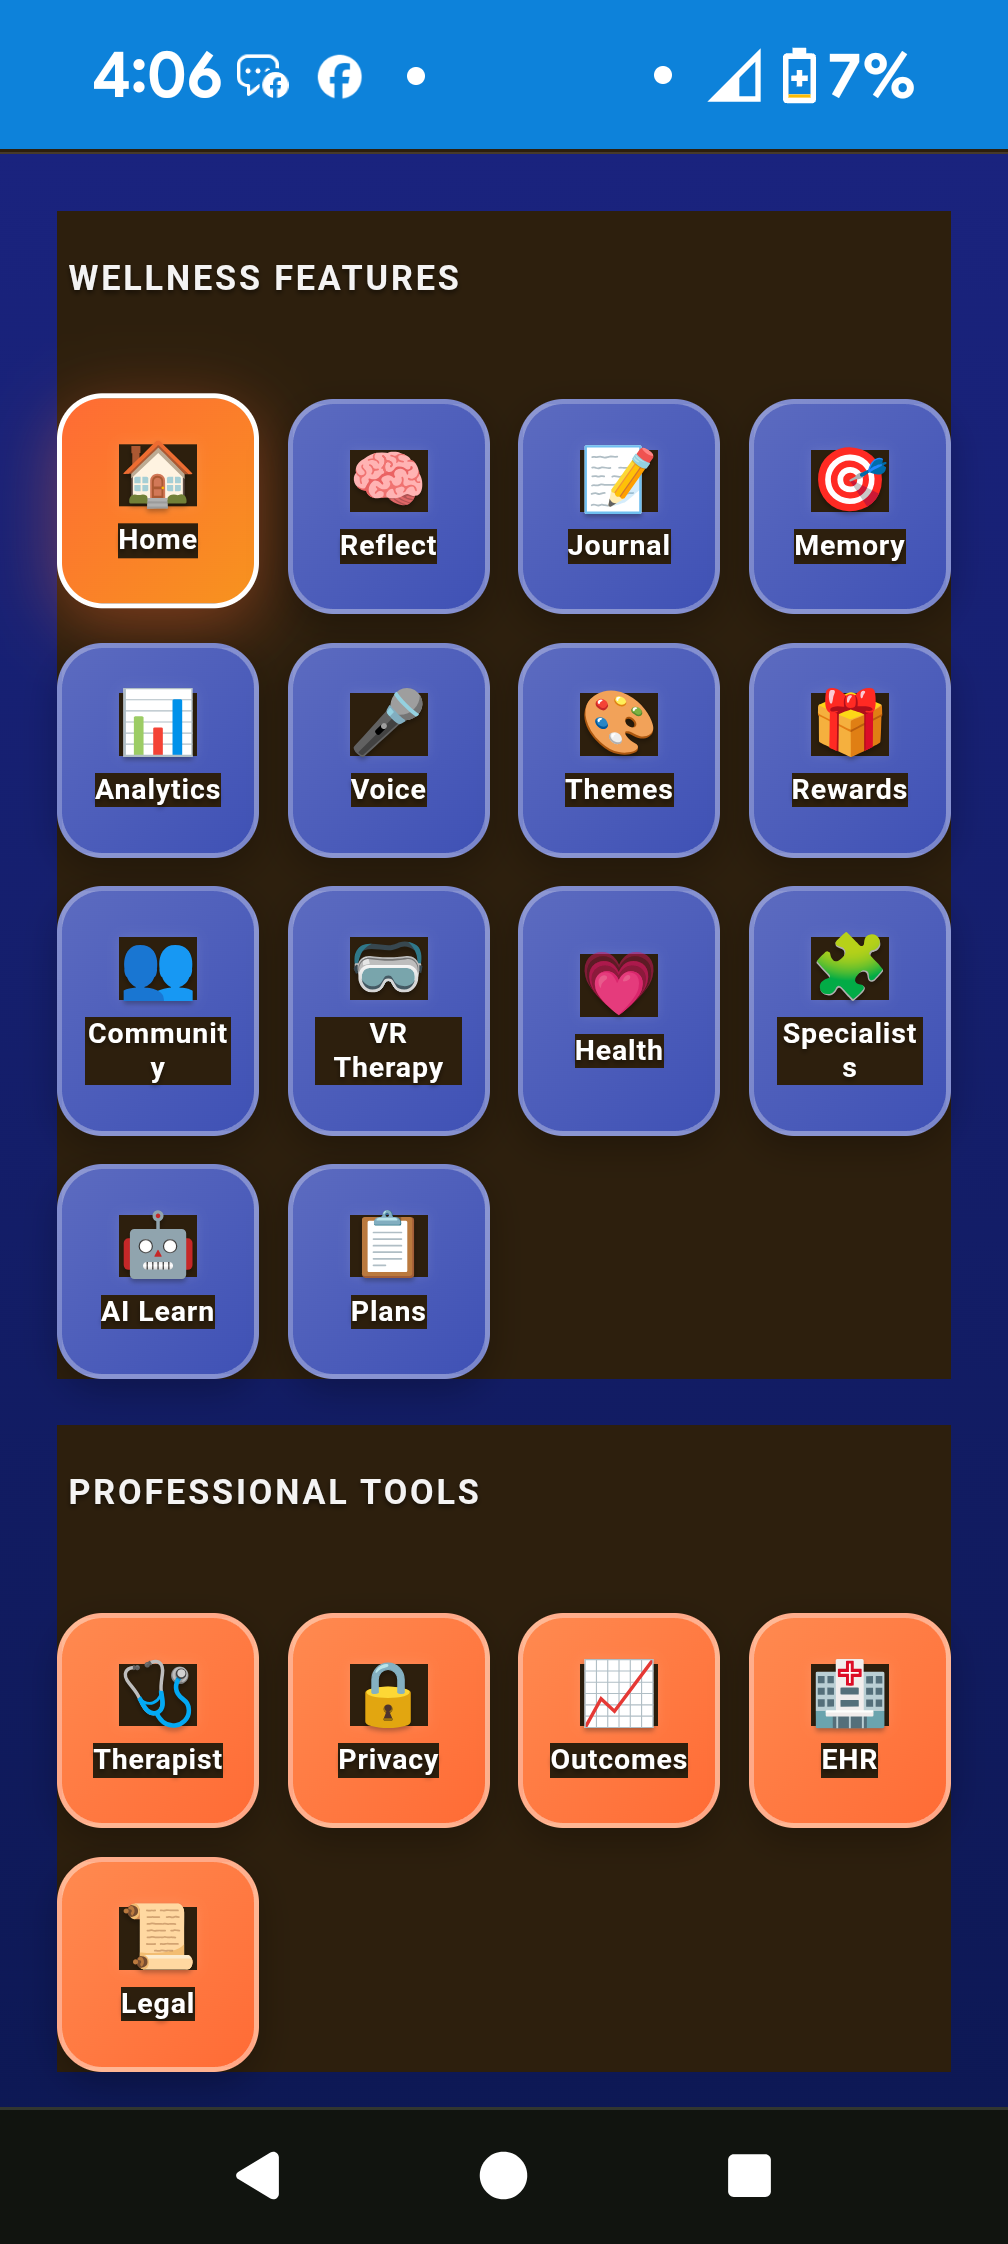 4:06
7%
WELLNESS FEATURES
Home
Reflect
Journal
Memory
Analytics
Voice
Themes
Rewards
Communit
y
VR
Therapy
Health
Specialist
s
AI Learn
Plans
PROFESSIONAL TOOLS
Therapist
Privacy
Outcomes
EHR
Legal